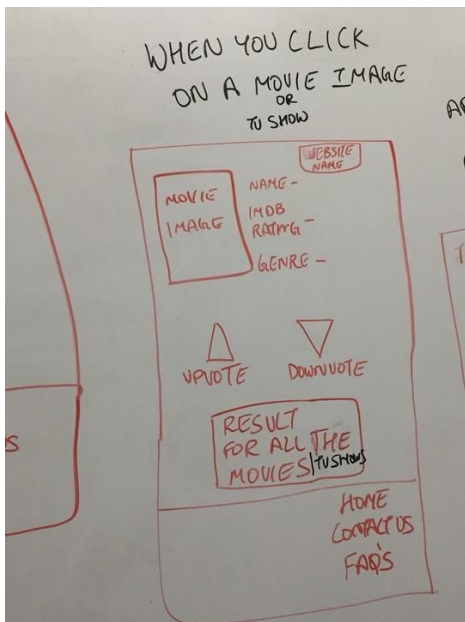 WHEN YOU CLICK
ON A MOVIE IMAGE
OR
TV SHOW
WEBSITE
NAME
MOVIE
IMAGE
NAME -
IMDB
RATING -
GENRE -
UPVOTE
DOWNVOTE
RESULT
FOR ALL THE
MOVIES/TV SHOWS
HOME
CONTACT US
FAQ'S
S